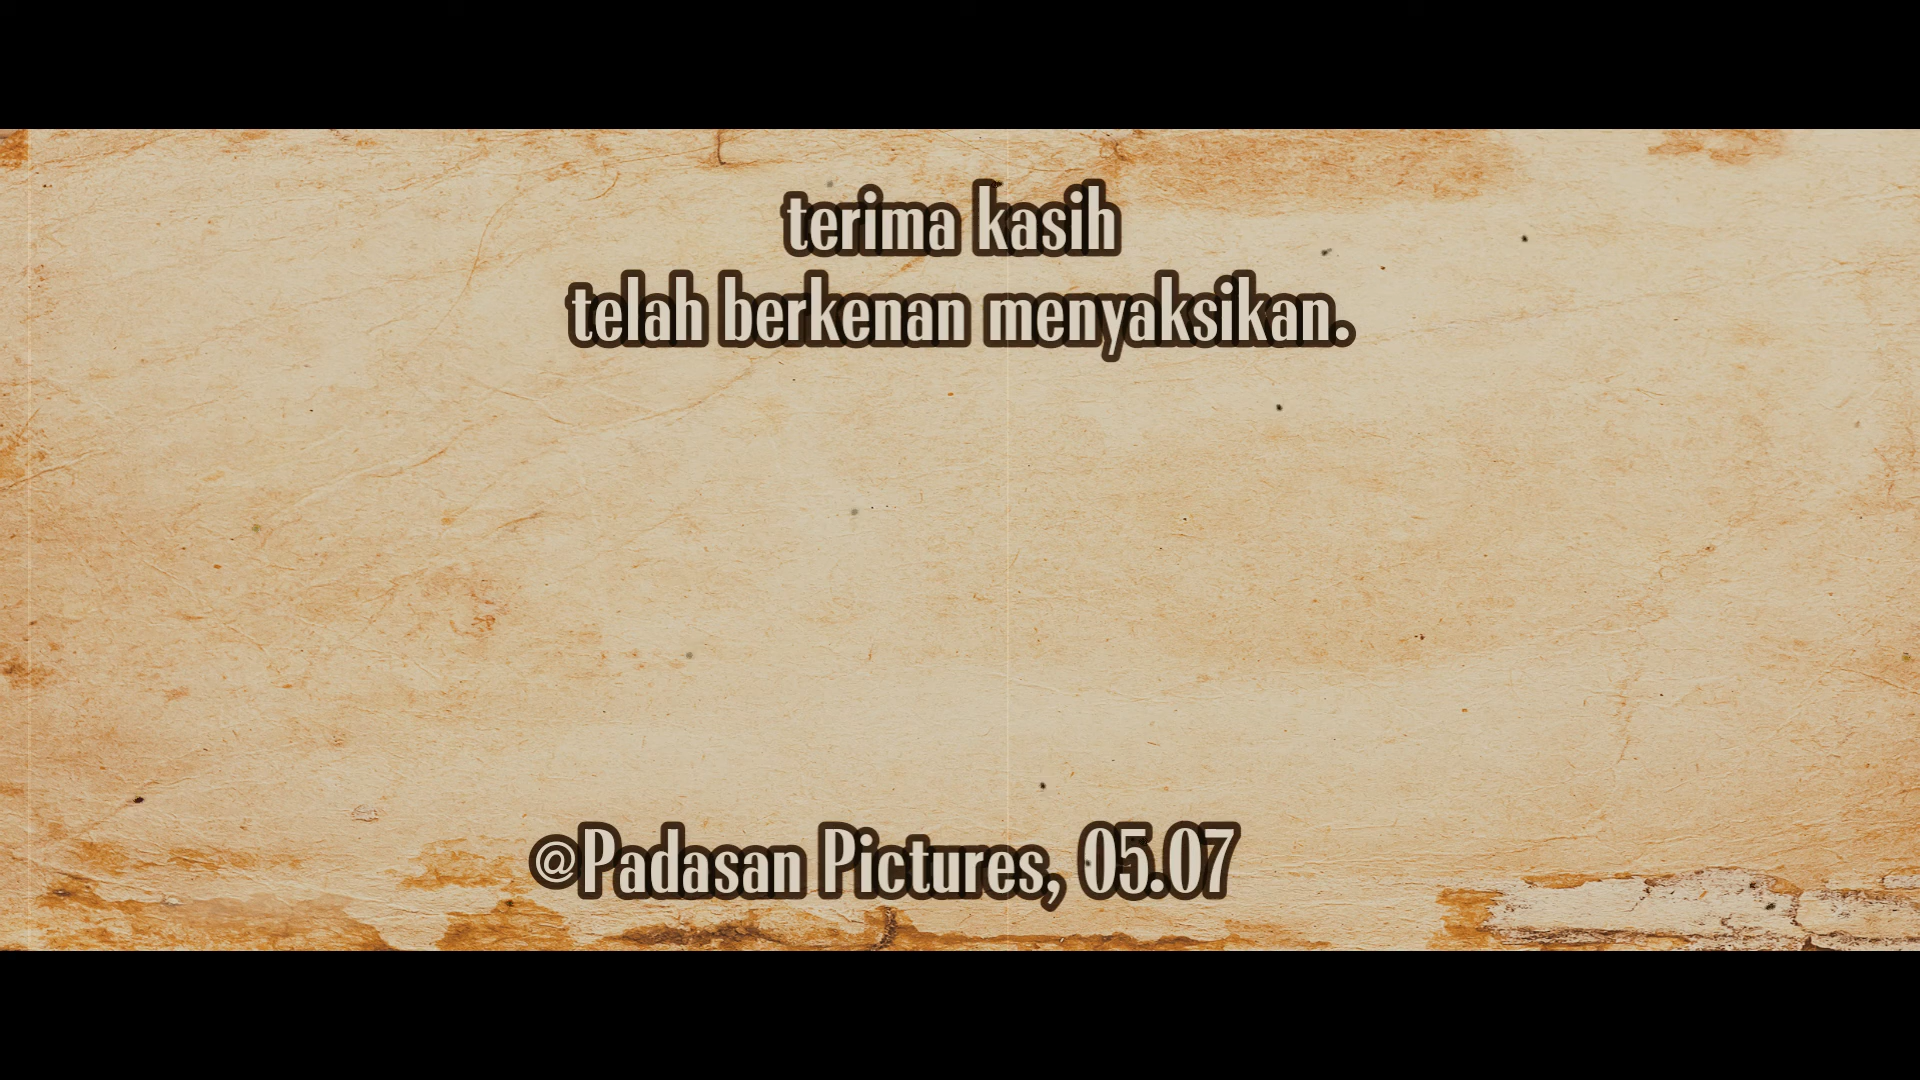 terima kasih
telah berkenan menyaksikan.
@Padasan Pictures, 05.07